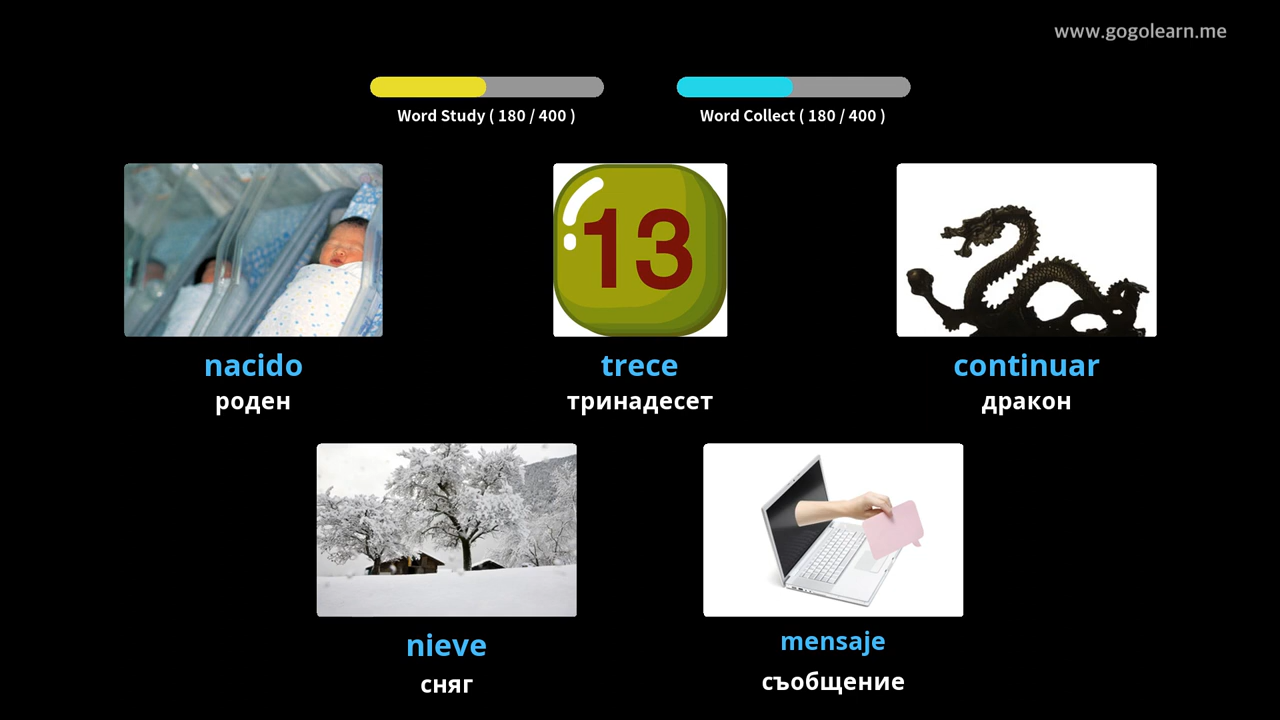 www.gogolearn.me
Word Study ( 180 / 400 )
Word Collect ( 180 / 400 )
13
nacido
роден
trece
тринадесет
continuar
дракон
nieve
сняг
mensaje
съобщение